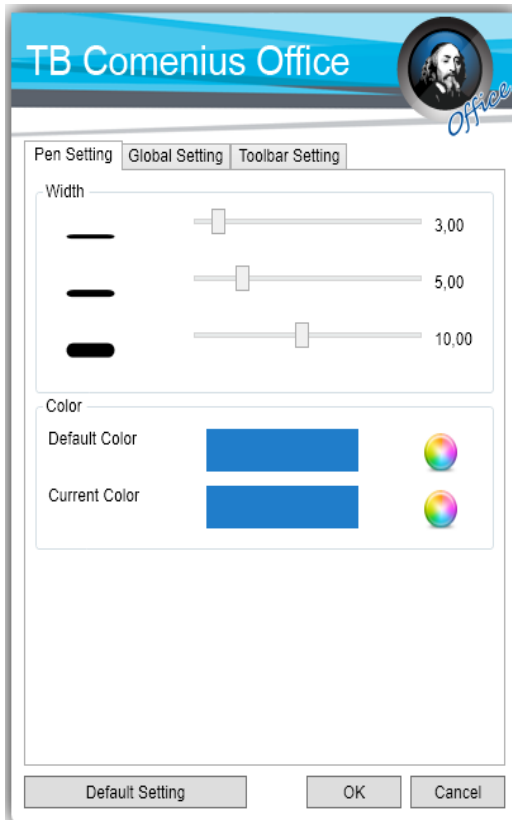 TB Comenius Office
Office
Pen Setting Global Setting Toolbar Setting
Width
3,00
5,00
10,00
Color
Default Color
Current Color
Default Setting OK Cancel